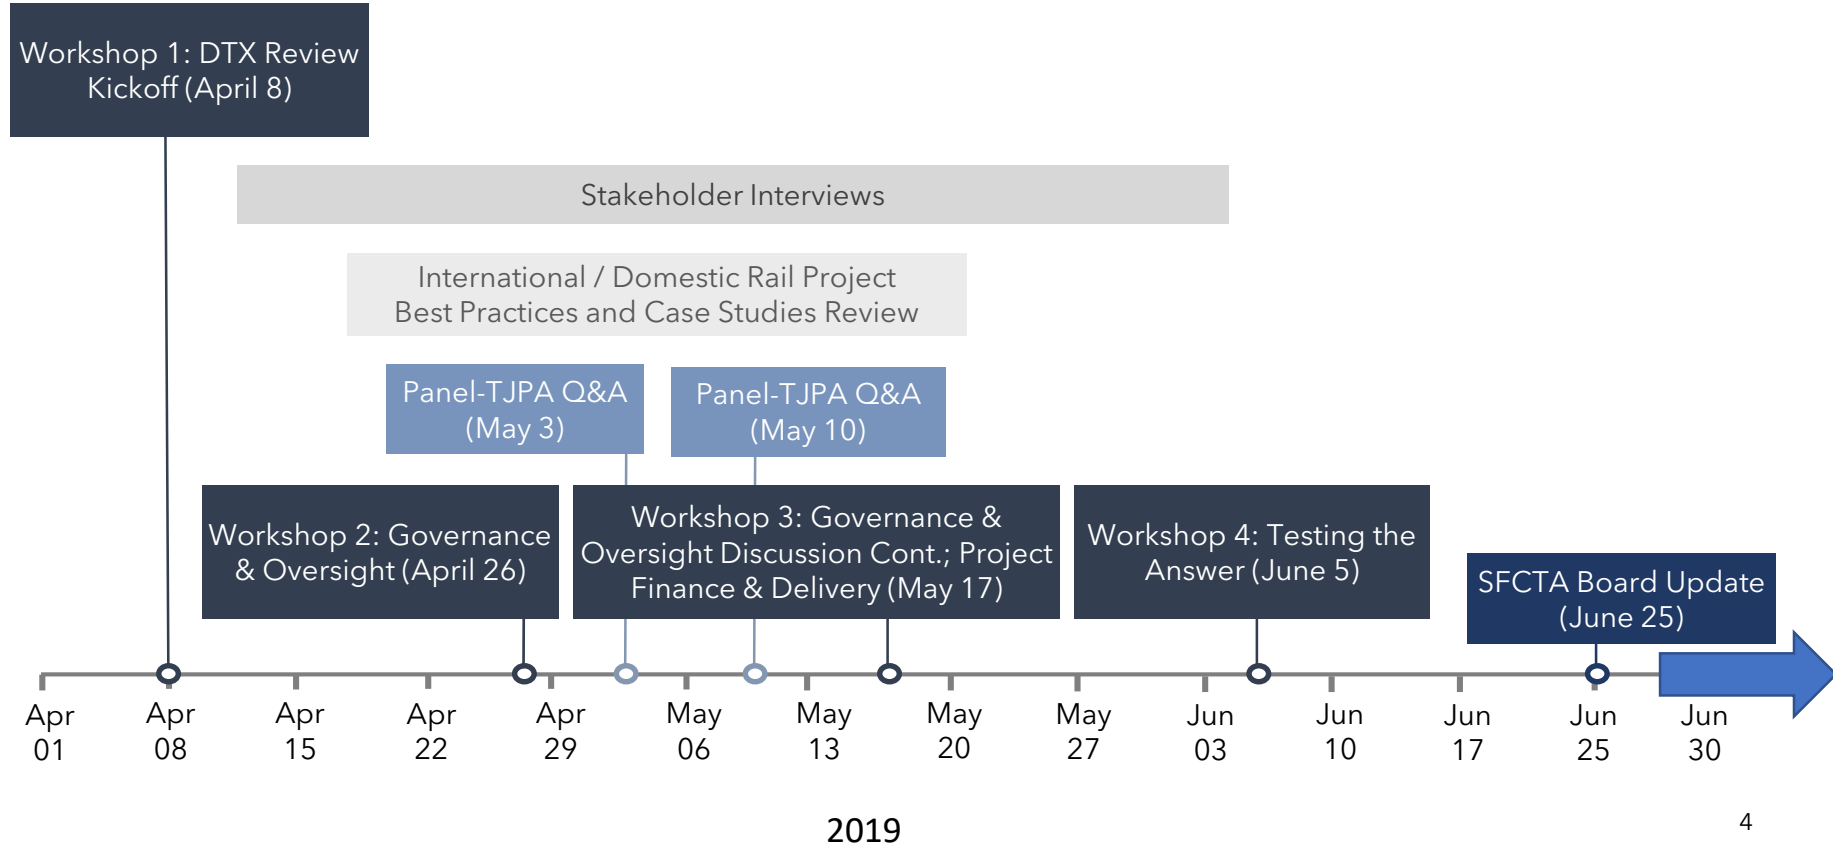 Workshop 1: DTX Review
Kickoff (April 8)
Stakeholder Interviews
International / Domestic Rail Project
Best Practices and Case Studies Review
Panel-TJPA Q&A
(May 3)
Panel-TJPA Q&A
(May 10)
Workshop 2: Governance
& Oversight (April 26)
Workshop 3: Governance &
Oversight Discussion Cont.; Project
Finance & Delivery (May 17)
Workshop 4: Testing the
Answer (June 5)
SFCTA Board Update
(June 25)
Apr
01
Apr
08
Apr
15
Apr
22
Apr
29
May
06
May
13
May
20
May
27
Jun
03
Jun
10
Jun
17
Jun
25
Jun
30
2019
4